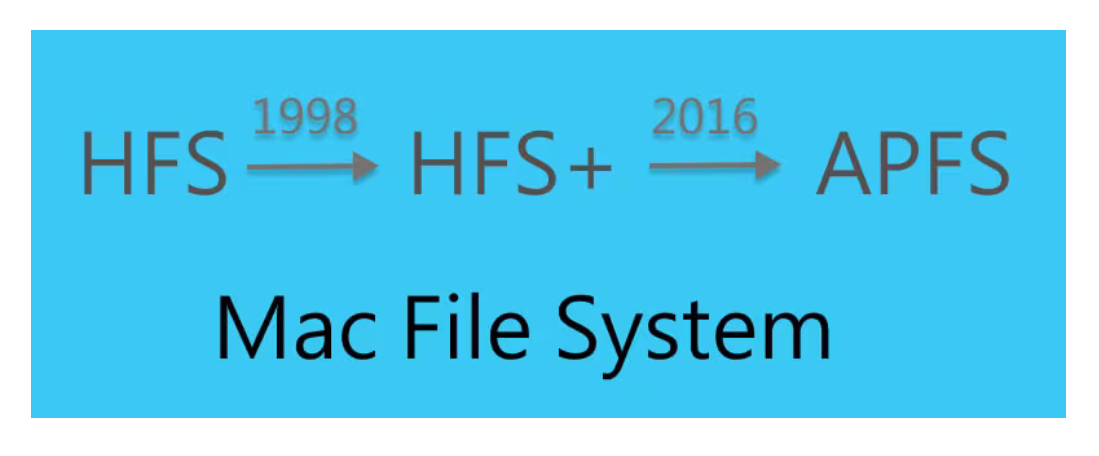 1998 2016
HFS HFS+ APFS
Mac File System